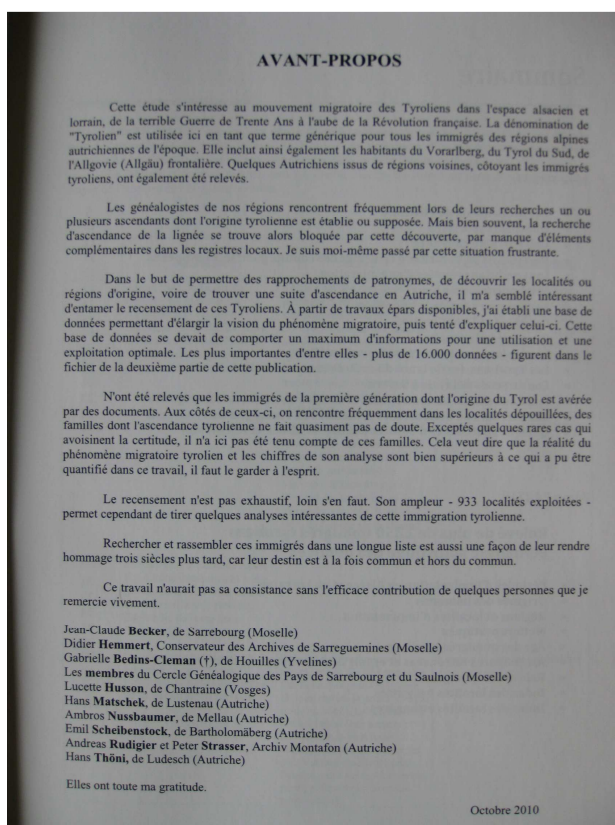 AVANT-PROPOS
Cette étude s'intéresse au mouvement migratoire des Tyroliens dans l'espace alsacien et
lorrain, de la terrible Guerre de Trente Ans à l'aube de la Révolution française. La dénomination de
"Tyrolien" est utilisée ici en tant que terme générique pour tous les immigrés des régions alpines
autrichiennes de l'époque. Elle inclut ainsi également les habitants du Vorarlberg, du Tyrol du Sud, de
l'Allgovie (Allgäu) frontalière. Quelques Autrichiens issus de régions voisines, côtoyant les immigrés
tyroliens, ont également été relevés.
Les généalogistes de nos régions rencontrent fréquemment lors de leurs recherches un ou
plusieurs ascendants dont l'origine tyrolienne est établie ou supposée. Mais bien souvent, la recherche
d'ascendance de la lignée se trouve alors bloquée par cette découverte, par manque d'éléments
complémentaires dans les registres locaux. Je suis moi-même passé par cette situation frustrante.
Dans le but de permettre des rapprochements de patronymes, de découvrir les localités ou
régions d'origine, voire de trouver une suite d'ascendance en Autriche, il m'a semblé intéressant
d'entamer le recensement de ces Tyroliens. À partir de travaux épars disponibles, j'ai établi une base de
données permettant d'élargir la vision du phénomène migratoire, puis tenté d'expliquer celui-ci. Cette
base de données se devait de comporter un maximum d'informations pour une utilisation et une
exploitation optimale. Les plus importantes d'entre elles - plus de 16.000 données - figurent dans le
fichier de la deuxième partie de cette publication.
N'ont été relevés que les immigrés de la première génération dont l'origine du Tyrol est avérée
par des documents. Aux côtés de ceux-ci, on rencontre fréquemment dans les localités dépouillées, des
familles dont l'ascendance tyrolienne ne fait quasiment pas de doute. Exceptés quelques rares cas qui
avoisinent la certitude, il n'a ici pas été tenu compte de ces familles. Cela veut dire que la réalité du
phénomène migratoire tyrolien et les chiffres de son analyse sont bien supérieurs à ce qui a pu être
quantifié dans ce travail, il faut le garder à l'esprit.
Le recensement n'est pas exhaustif, loin s'en faut. Son ampleur - 933 localités exploitées -
permet cependant de tirer quelques analyses intéressantes de cette immigration tyrolienne.
Rechercher et rassembler ces immigrés dans une longue liste est aussi une façon de leur rendre
hommage trois siècles plus tard, car leur destin est à la fois commun et hors du commun.
Ce travail n'aurait pas sa consistance sans l'efficace contribution de quelques personnes que je
remercie vivement.
Jean-Claude Becker, de Sarrebourg (Moselle)
Didier Hemmert, Conservateur des Archives de Sarreguemines (Moselle)
Gabrielle Bedins-Cleman (†), de Houilles (Yvelines)
Les membres du Cercle Généalogique des Pays de Sarrebourg et du Saulnois (Moselle)
Lucette Husson, de Chantraine (Vosges)
Hans Matschek, de Lustenau (Autriche)
Ambros Nussbaumer, de Mellau (Autriche)
Emil Scheibenstock, de Bartholomäberg (Autriche)
Andreas Rudigier et Peter Strasser, Archiv Montafon (Autriche)
Hans Thöni, de Ludesch (Autriche)
Elles ont toute ma gratitude.
Octobre 2010